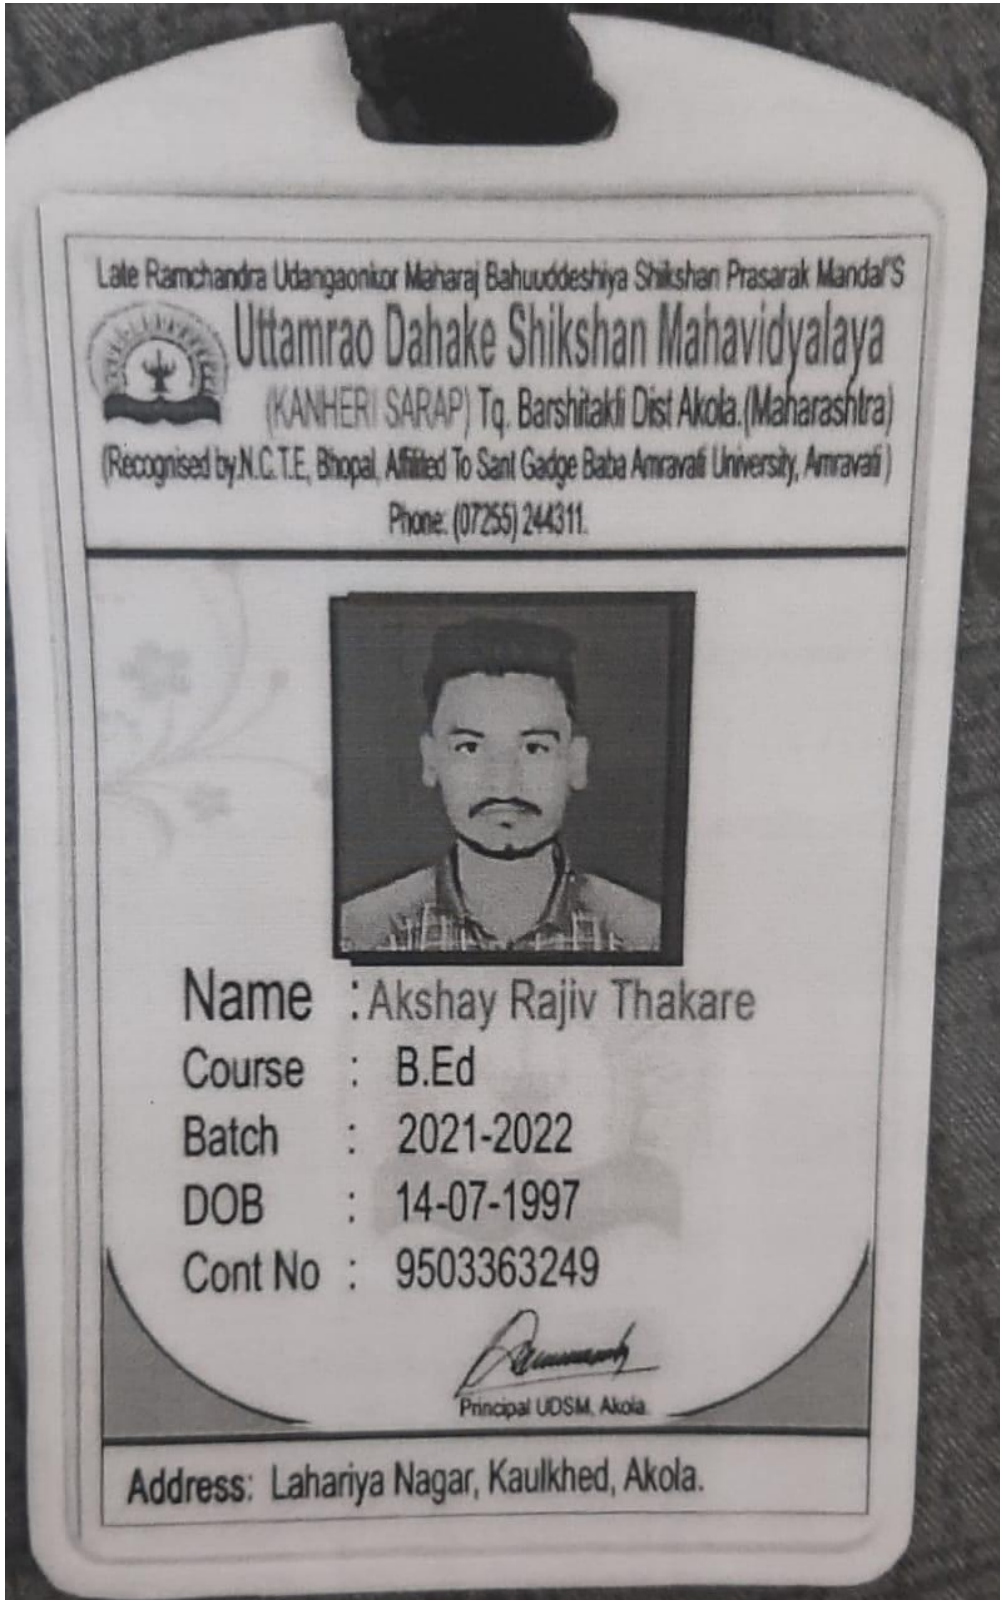 Late Ramchandra Udangaonkor Maharaj Bahuuddeshiya Shikshan Prasarak Mandal'S
Uttamrao Dahake Shikshan Mahavidyalaya
(KANHERI SARAP) Tq. Barshitakli Dist Akola.(Maharashtra)
(Recognised by.N.C.T.E, Bhopal, Affilited To Sant Gadge Baba Amravati University, Amravati)
Phone: (07255) 244311.
Name : Akshay Rajiv Thakare
Course : B.Ed
Batch : 2021-2022
DOB : 14-07-1997
Cont No : 9503363249
Principal UDSM, Akola
Address: Lahariya Nagar, Kaulkhed, Akola.